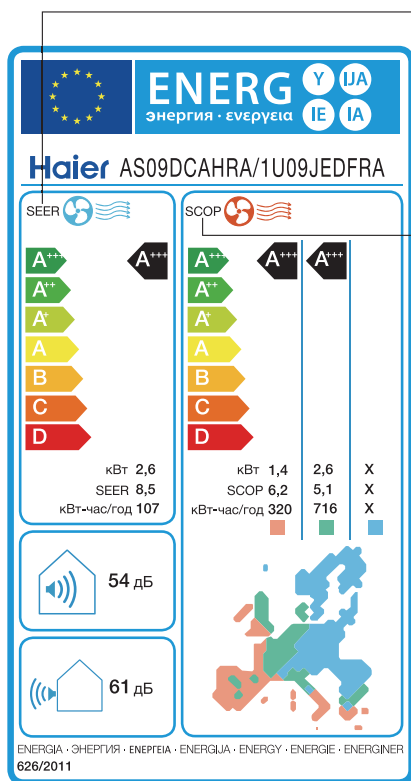 ENERG
энергия · ενεργεια
Y IJA
IE IA
Haier AS09DCAHRA/1U09JEDFRA
SEER
A+++ A+++
A++
A+
A
B
C
D
кВт 2,6
SEER 8,5
кВт-час/год 107
SCOP
A+++ A+++ A+++
A++
A+
A
B
C
D
кВт 1,4 2,6 X
SCOP 6,2 5,1 X
кВт-час/год 320 716 X
54 дБ
61 дБ
ENERGIA · ЭНЕРГИЯ · ΕΝΕΡΓΕΙΑ · ENERGIJA · ENERGY · ENERGIE · ENERGINER
626/2011